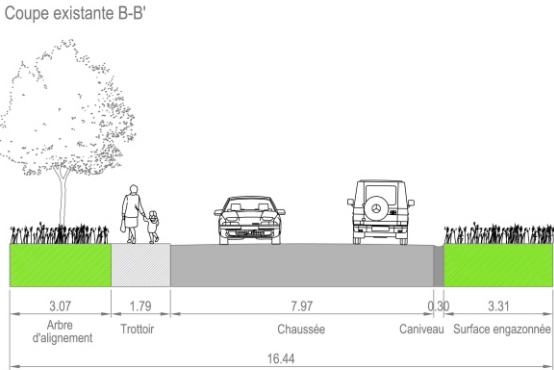 Coupe existante B-B'
3.07
1.79
7.97
0.30
3.31
Arbre
d'alignement
Trottoir
Chaussée
Caniveau
Surface engazonnée
16.44